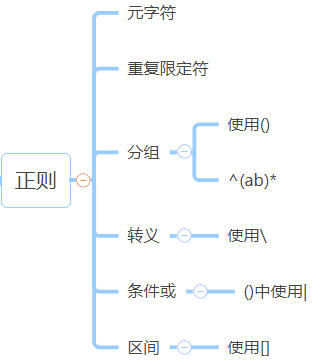 正则
元字符
重复限定符
分组
使用()
^(ab)*
转义
使用\
条件或
()中使用|
区间
使用[]